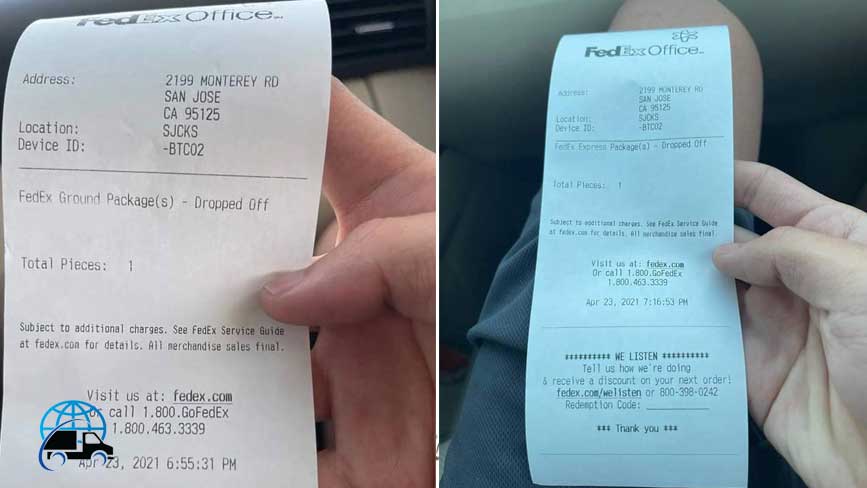 FedEx Office
Address: 2199 MONTEREY RD
SAN JOSE
CA 95125
Location: SJCKS
Device ID: -BTC02
FedEx Ground Package(s) - Dropped Off
Total Pieces: 1
Subject to additional charges. See FedEx Service Guide
at fedex.com for details. All merchandise sales final.
Visit us at: fedex.com
Or call 1.800.GoFedEx
1.800.463.3339
Apr 23, 2021 6:55:31 PM
FedEx Office
Address: 2199 MONTEREY RD
SAN JOSE
CA 95125
Location: SJCKS
Device ID: -BTC02
FedEx Express Package(s) - Dropped Off
Total Pieces: 1
Subject to additional charges. See FedEx Service Guide
at fedex.com for details. All merchandise sales final.
Visit us at: fedex.com
Or call 1.800.GoFedEx
1.800.463.3339
Apr 23, 2021 7:16:53 PM
********** WE LISTEN **********
Tell us how we're doing
& receive a discount on your next order!
fedex.com/welisten or 800-398-0242
Redemption Code: ____________
*** Thank you ***